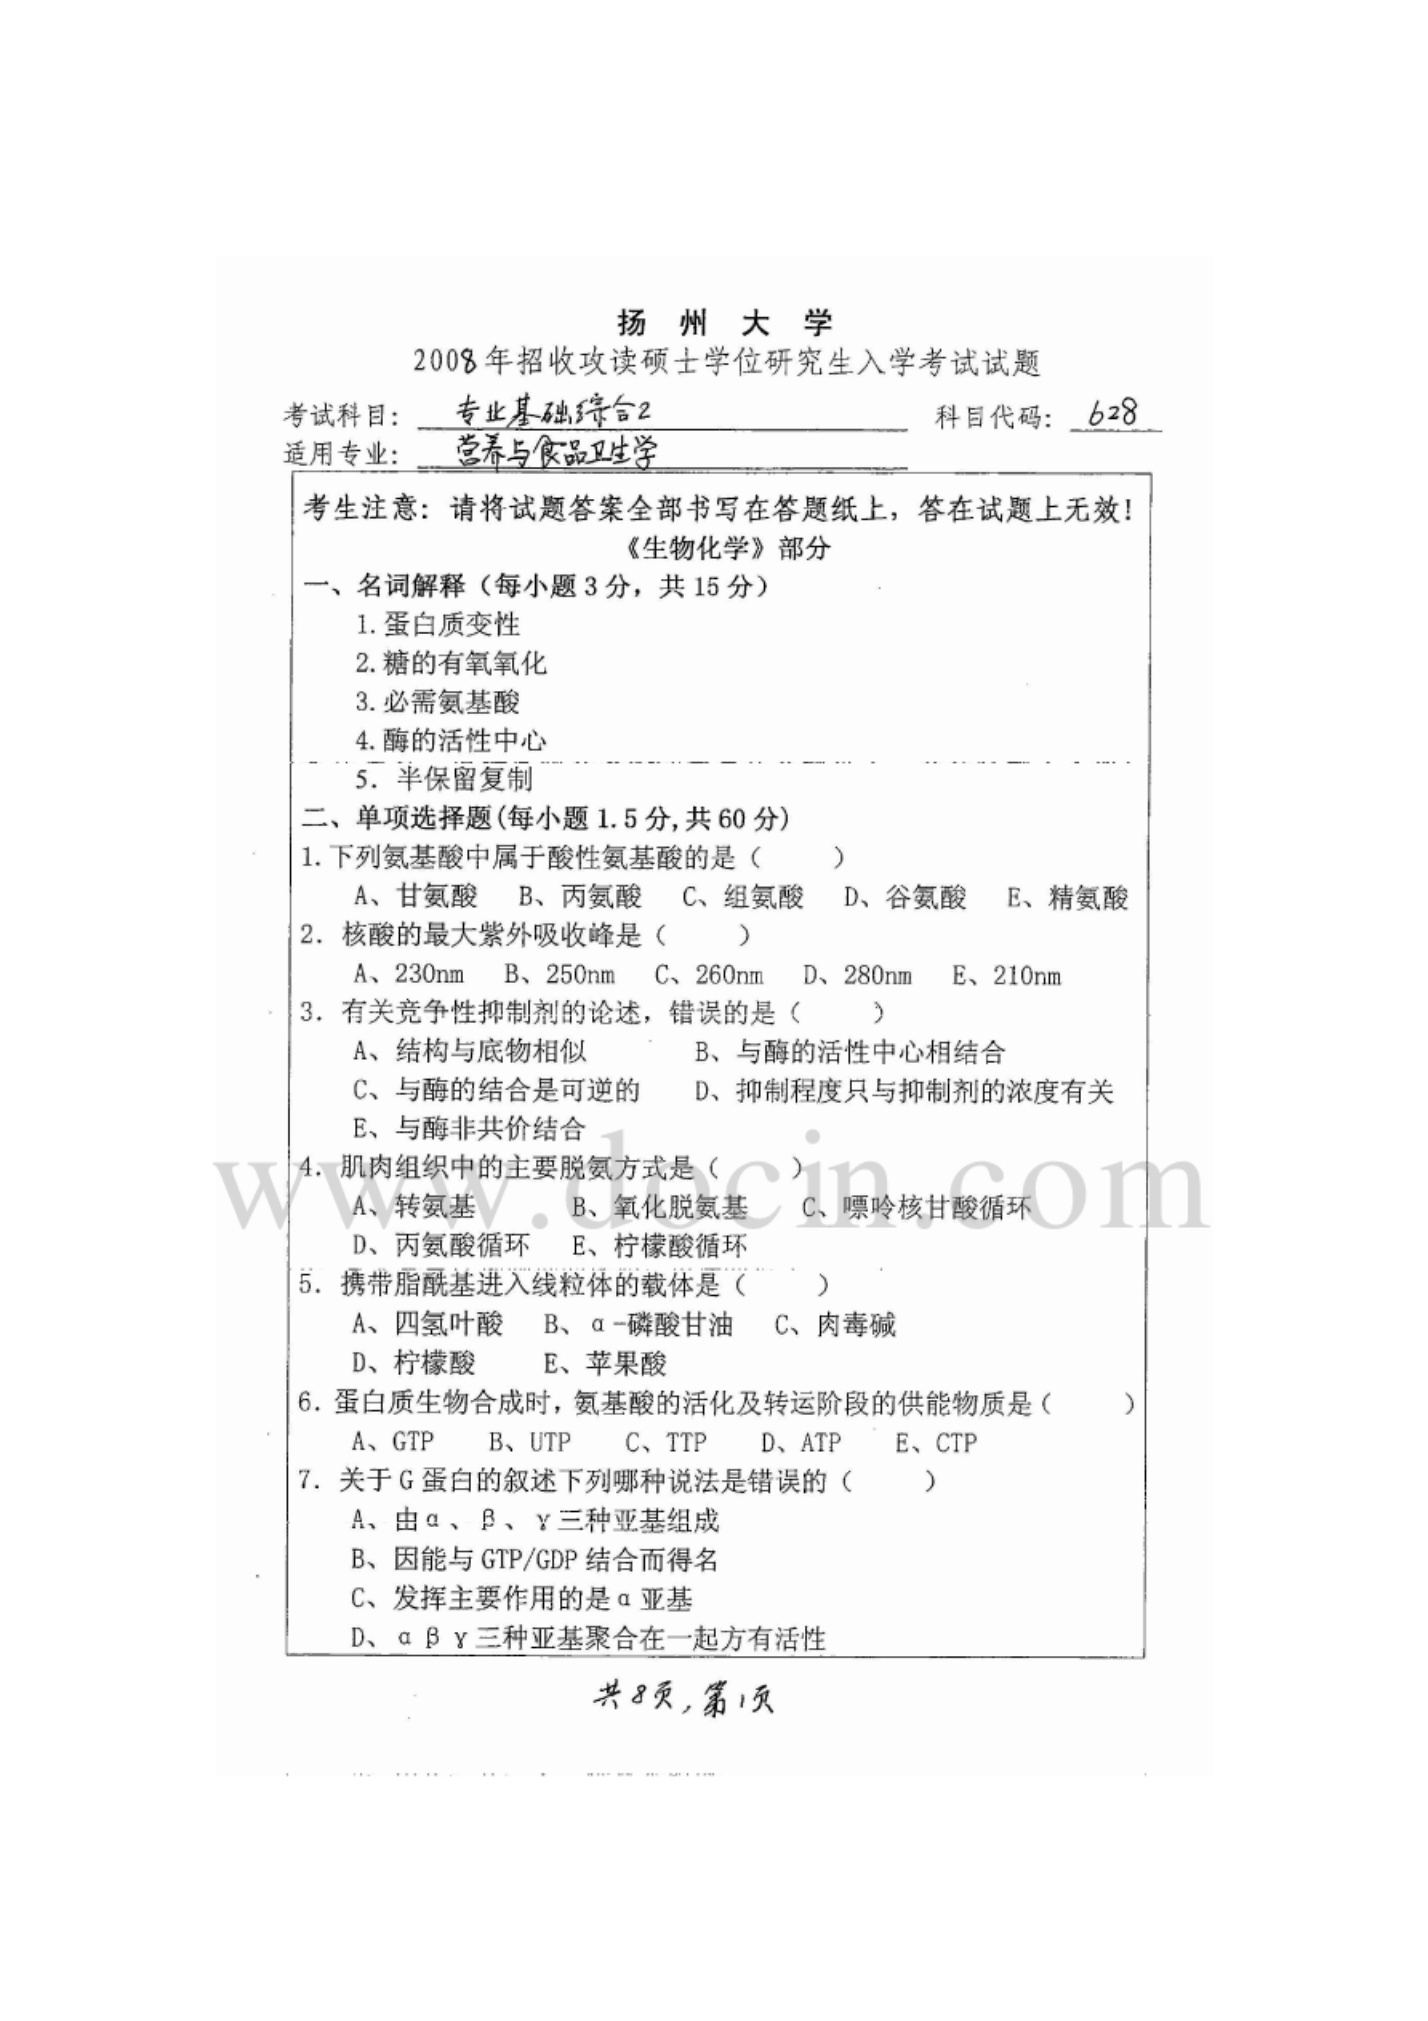 扬 州 大 学
2008年招收攻读硕士学位研究生入学考试试题
考试科目: 专业基础综合2 科目代码: 628
适用专业: 营养与食品卫生学
考生注意: 请将试题答案全部书写在答题纸上, 答在试题上无效!
《生物化学》部分
一、名词解释（每小题3分，共15分）
1.蛋白质变性
2.糖的有氧氧化
3.必需氨基酸
4.酶的活性中心
5. 半保留复制
二、单项选择题(每小题1.5分,共60分)
1.下列氨基酸中属于酸性氨基酸的是（ ）
A、甘氨酸 B、丙氨酸 C、组氨酸 D、谷氨酸 E、精氨酸
2. 核酸的最大紫外吸收峰是（ ）
A、230nm B、250nm C、260nm D、280nm E、210nm
3. 有关竞争性抑制剂的论述，错误的是（ ）
A、结构与底物相似 B、与酶的活性中心相结合
C、与酶的结合是可逆的 D、抑制程度只与抑制剂的浓度有关
E、与酶非共价结合
4. 肌肉组织中的主要脱氨方式是（ ）
A、转氨基 B、氧化脱氨基 C、嘌呤核甘酸循环
D、丙氨酸循环 E、柠檬酸循环
5. 携带脂酰基进入线粒体的载体是（ ）
A、四氢叶酸 B、α-磷酸甘油 C、肉毒碱
D、柠檬酸 E、苹果酸
6. 蛋白质生物合成时，氨基酸的活化及转运阶段的供能物质是（ ）
A、GTP B、UTP C、TTP D、ATP E、CTP
7. 关于G蛋白的叙述下列哪种说法是错误的（ ）
A、由α、β、γ三种亚基组成
B、因能与GTP/GDP结合而得名
C、发挥主要作用的是α亚基
D、αβγ三种亚基聚合在一起方有活性
共8页,第1页
www.docin.com